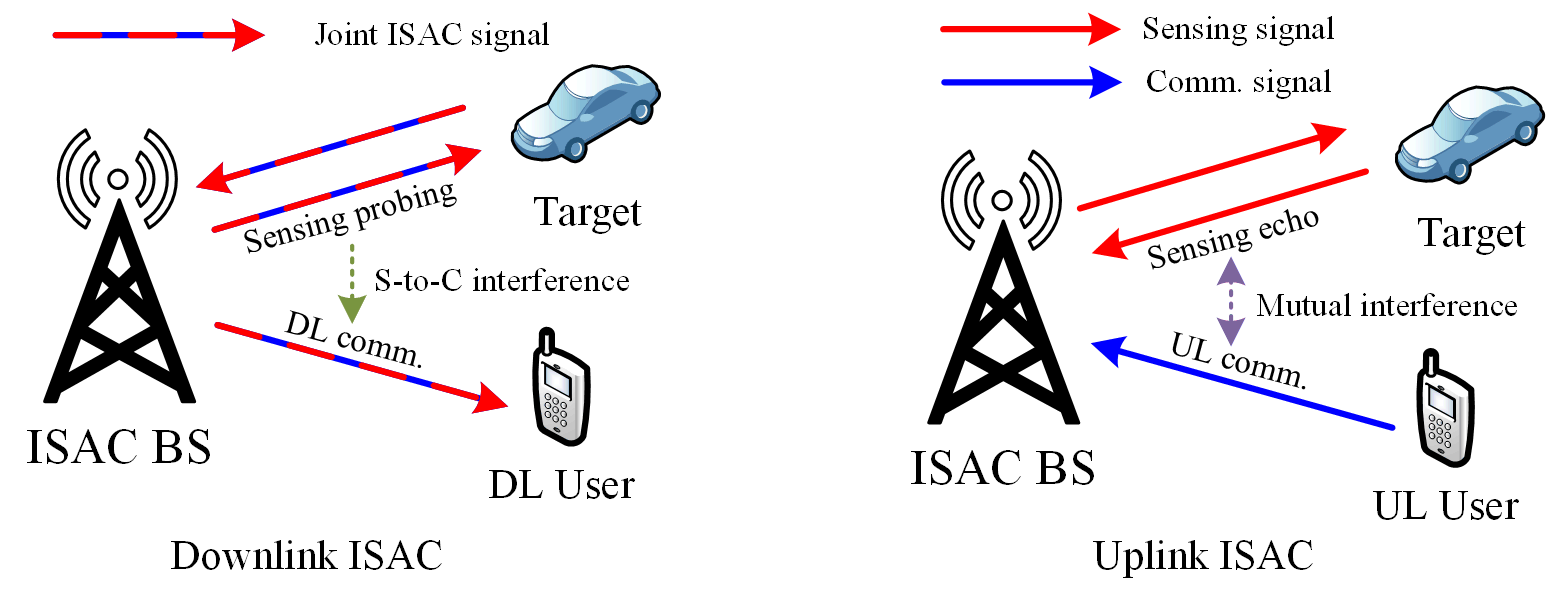 Joint ISAC signal
Target
Sensing probing
S-to-C interference
DL comm.
ISAC BS
DL User
Downlink ISAC
Sensing signal
Comm. signal
Target
Sensing echo
Mutual interference
UL comm.
ISAC BS
UL User
Uplink ISAC